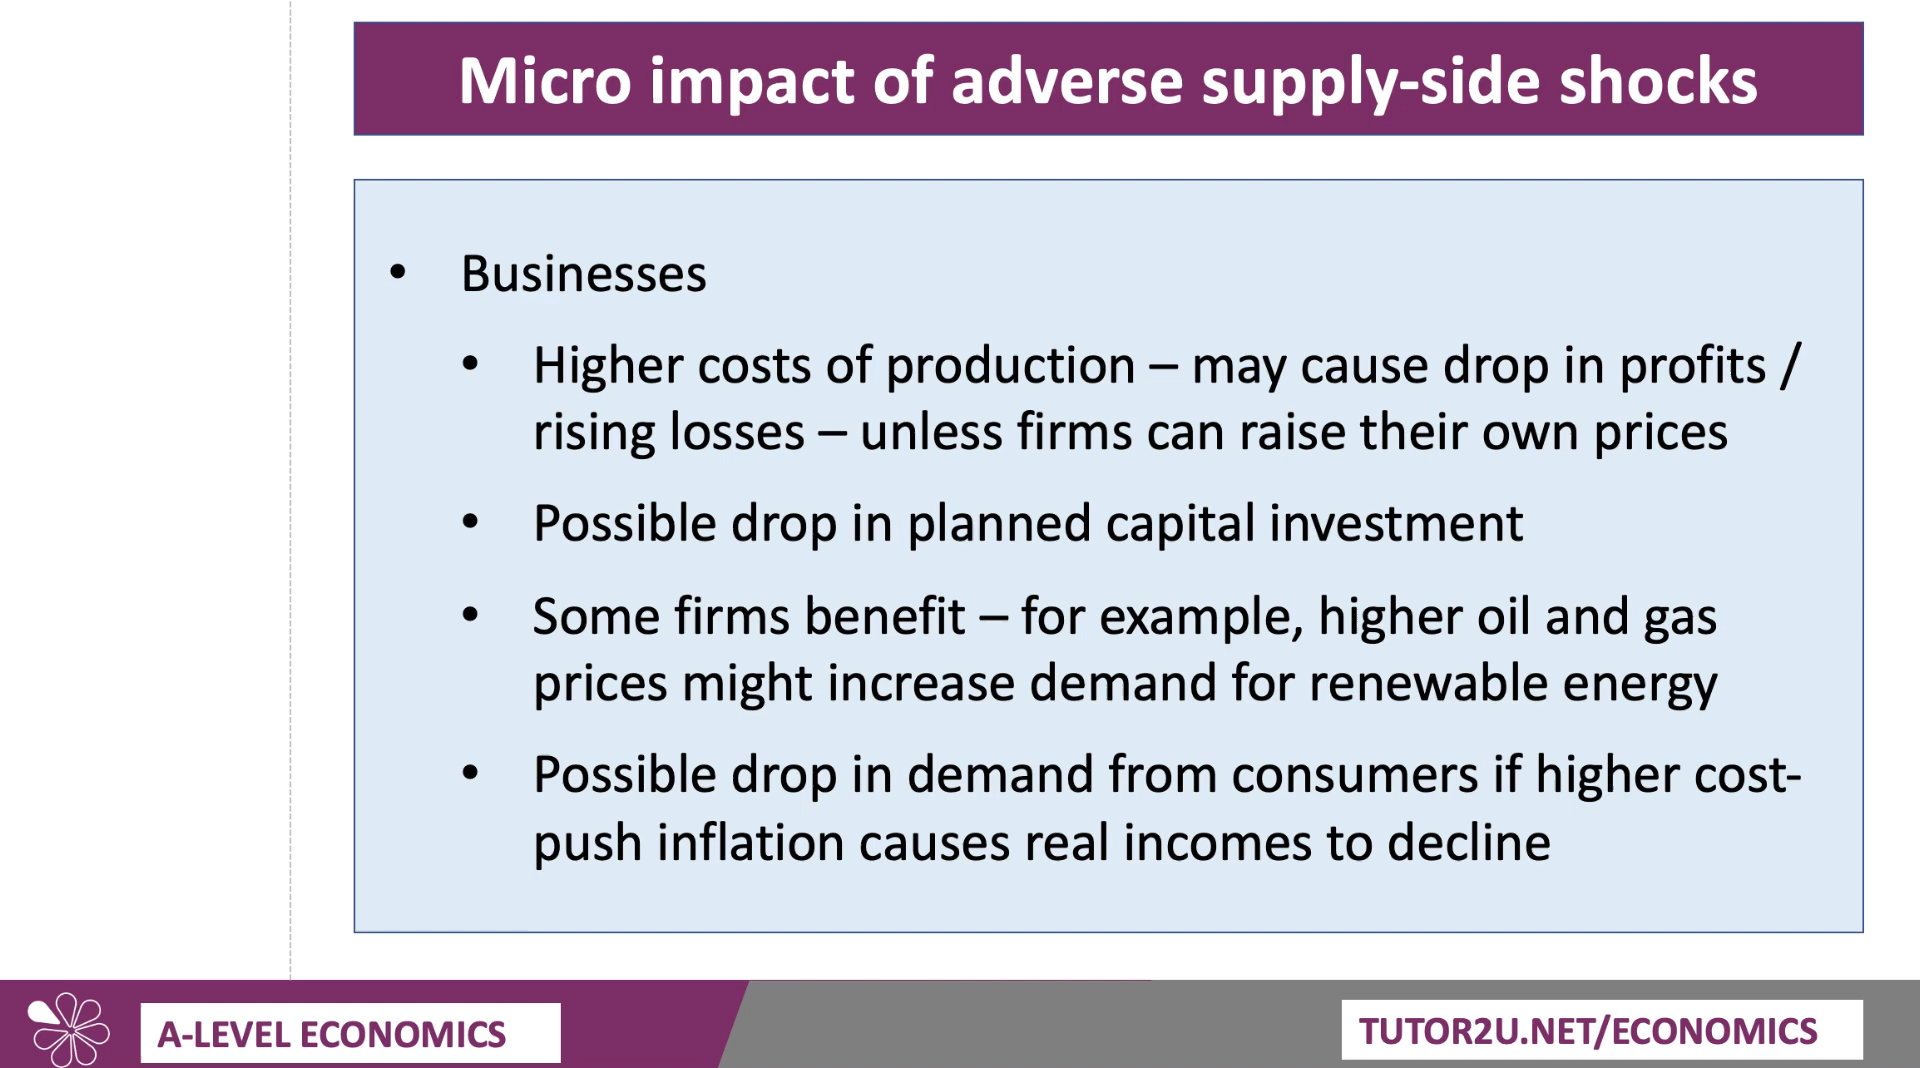 Micro impact of adverse supply-side shocks
• Businesses
• Higher costs of production – may cause drop in profits /
rising losses – unless firms can raise their own prices
• Possible drop in planned capital investment
• Some firms benefit – for example, higher oil and gas
prices might increase demand for renewable energy
• Possible drop in demand from consumers if higher cost-
push inflation causes real incomes to decline
A-LEVEL ECONOMICS
TUTOR2U.NET/ECONOMICS